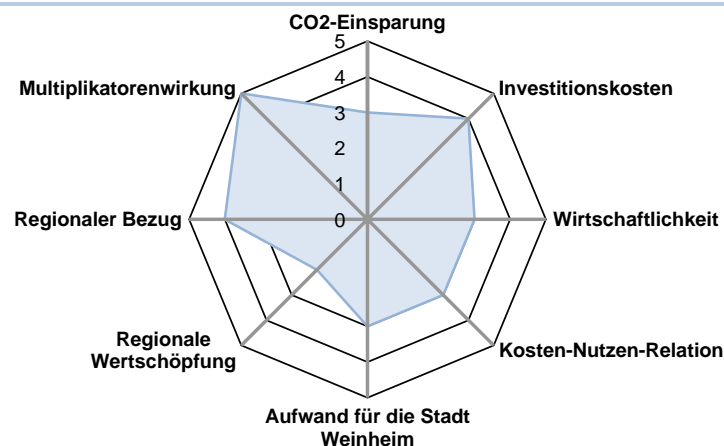 CO2-Einsparung
5
4
3
2
1
0
Investitionskosten
Wirtschaftlichkeit
Kosten-Nutzen-Relation
Aufwand für die Stadt
Weinheim
Regionale
Wertschöpfung
Regionaler Bezug
Multiplikatorenwirkung